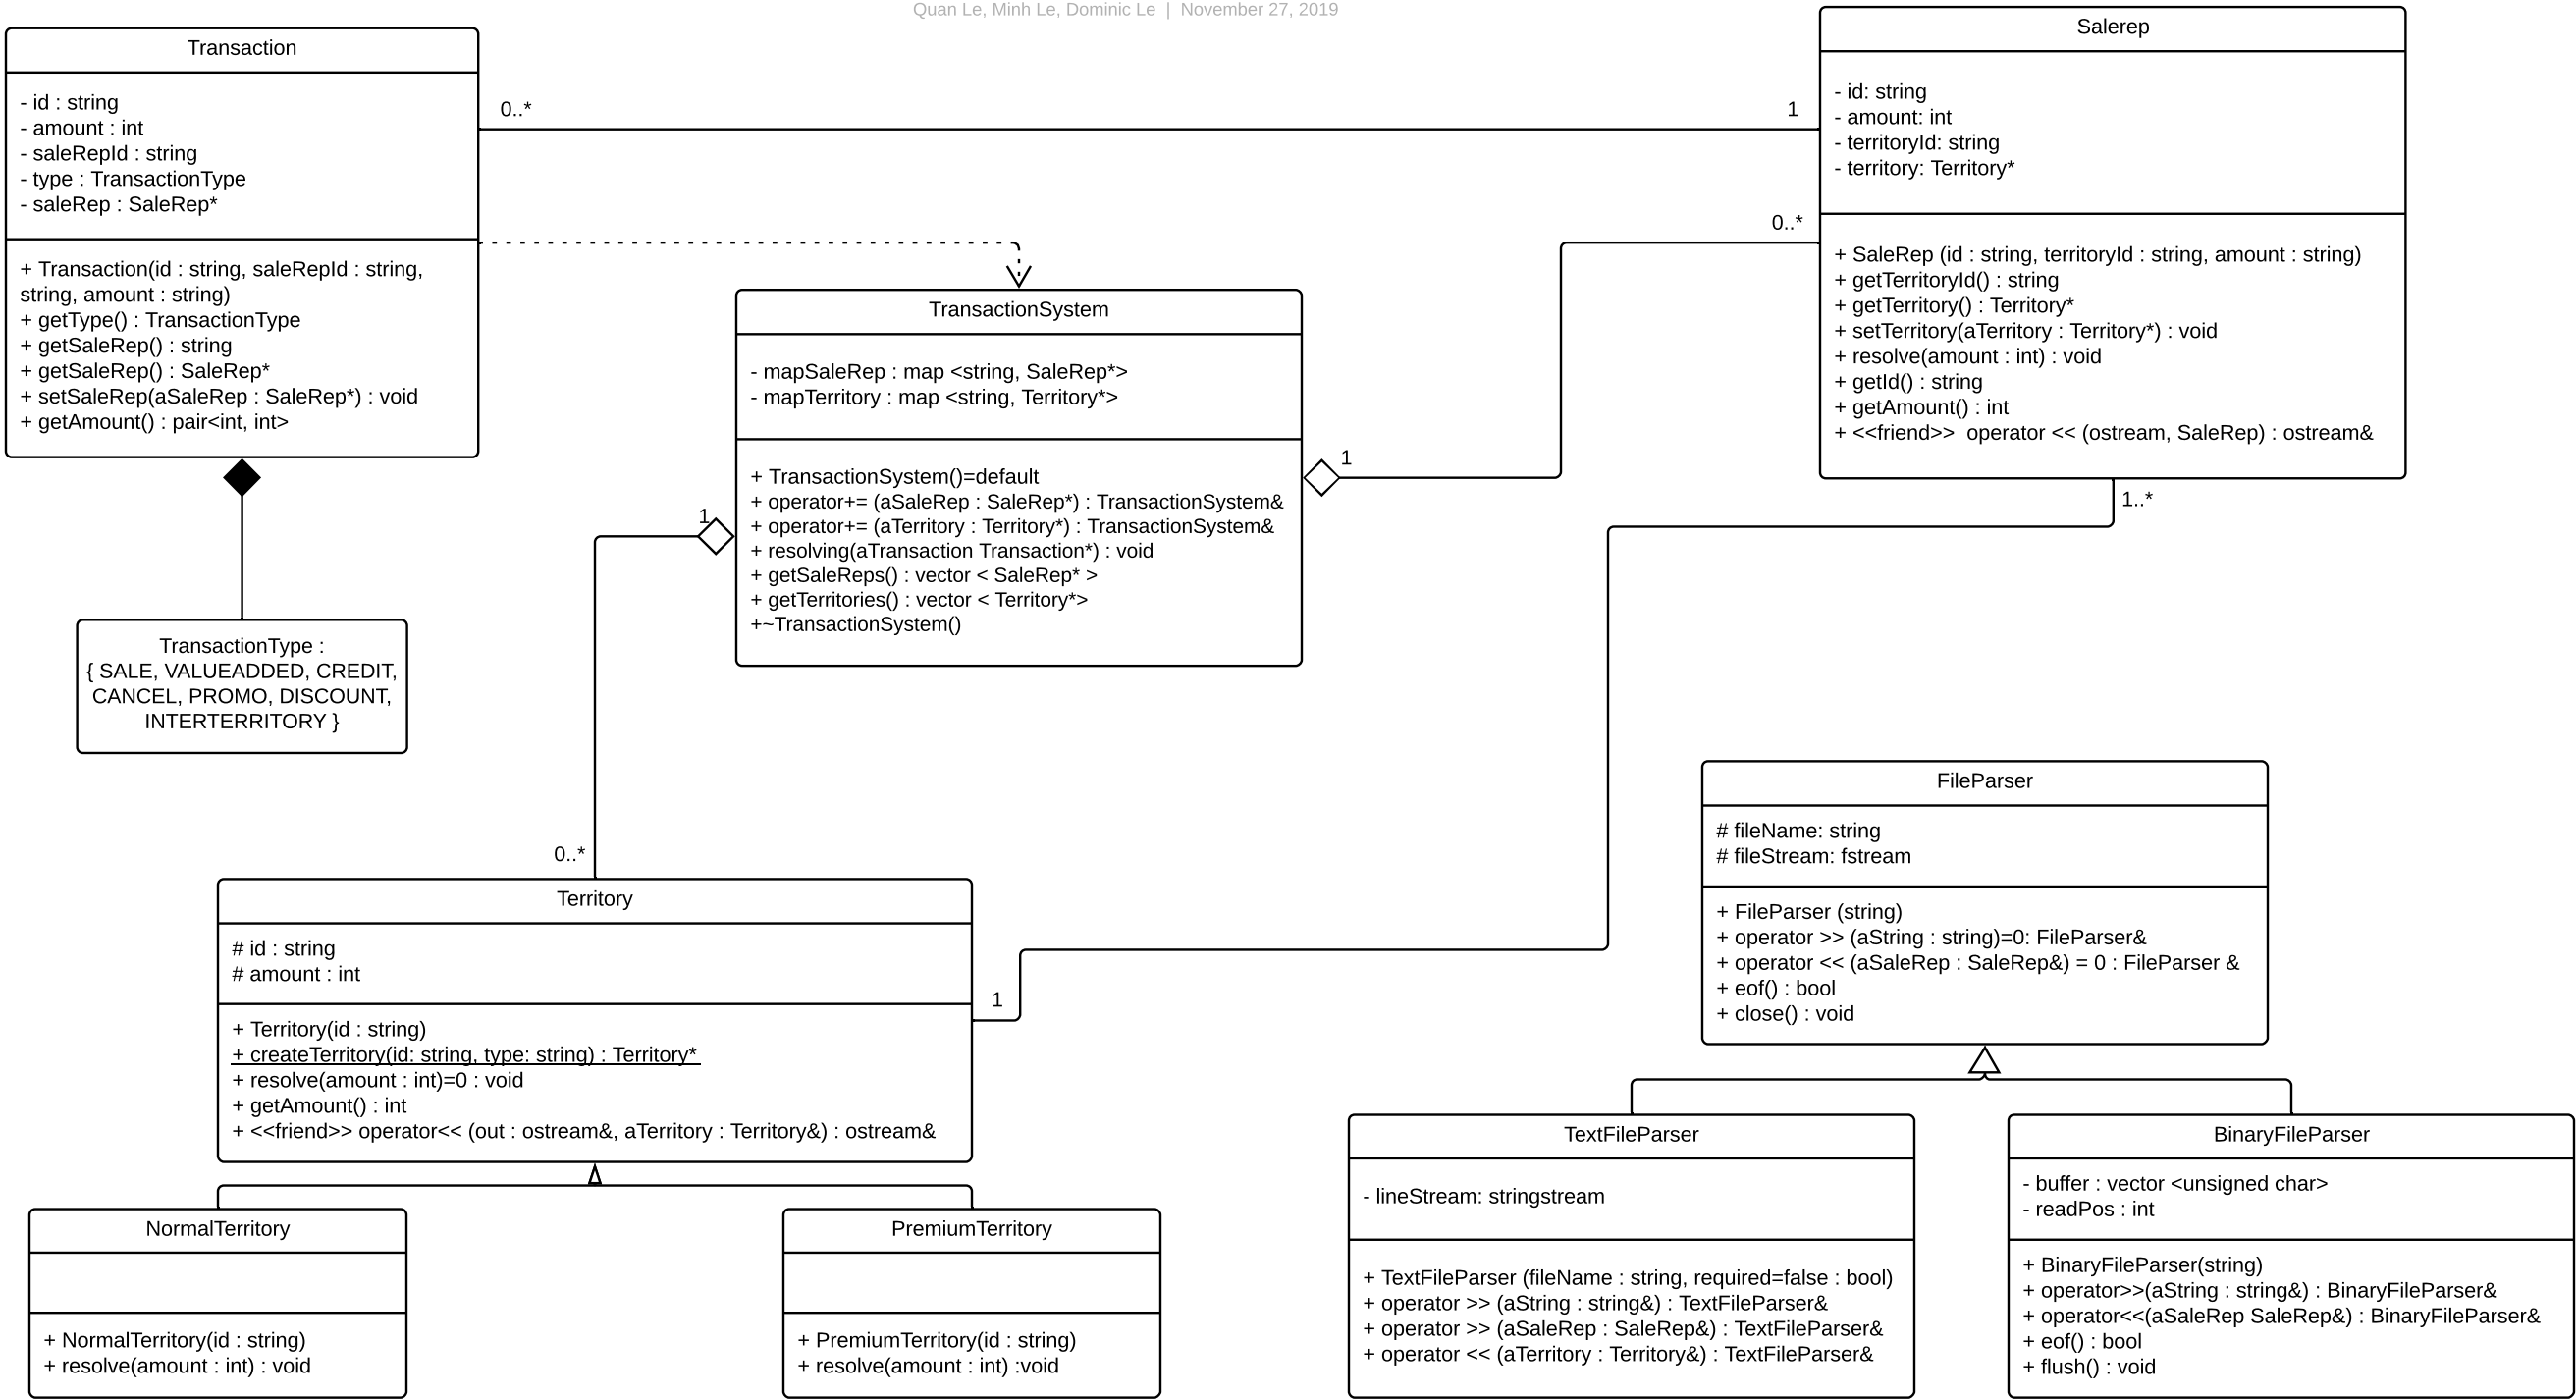 Quan Le, Minh Le, Dominic Le | November 27, 2019
Transaction
- id : string
- amount : int
- saleRepId : string
- type : TransactionType
- saleRep : SaleRep*
+ Transaction(id : string, saleRepId : string,
string, amount : string)
+ getType() : TransactionType
+ getSaleRep() : string
+ getSaleRep() : SaleRep*
+ setSaleRep(aSaleRep : SaleRep*) : void
+ getAmount() : pair<int, int>
0..*
1
Salerep
- id: string
- amount: int
- territoryId: string
- territory: Territory*
+ SaleRep (id : string, territoryId : string, amount : string)
+ getTerritoryId() : string
+ getTerritory() : Territory*
+ setTerritory(aTerritory : Territory*) : void
+ resolve(amount : int) : void
+ getId() : string
+ getAmount() : int
+ <<friend>> operator << (ostream, SaleRep) : ostream&
0..*
1
1..*
TransactionSystem
- mapSaleRep : map <string, SaleRep*>
- mapTerritory : map <string, Territory*>
+ TransactionSystem()=default
+ operator+= (aSaleRep : SaleRep*) : TransactionSystem&
+ operator+= (aTerritory : Territory*) : TransactionSystem&
+ resolving(aTransaction Transaction*) : void
+ getSaleReps() : vector < SaleRep* >
+ getTerritories() : vector < Territory*>
+~TransactionSystem()
1
TransactionType :
{ SALE, VALUEADDED, CREDIT,
CANCEL, PROMO, DISCOUNT,
INTERTERRITORY }
0..*
Territory
# id : string
# amount : int
+ Territory(id : string)
+ createTerritory(id: string, type: string) : Territory*
+ resolve(amount : int)=0 : void
+ getAmount() : int
+ <<friend>> operator<< (out : ostream&, aTerritory : Territory&) : ostream&
1
FileParser
# fileName: string
# fileStream: fstream
+ FileParser (string)
+ operator >> (aString : string)=0: FileParser&
+ operator << (aSaleRep : SaleRep&) = 0 : FileParser &
+ eof() : bool
+ close() : void
NormalTerritory
+ NormalTerritory(id : string)
+ resolve(amount : int) : void
PremiumTerritory
+ PremiumTerritory(id : string)
+ resolve(amount : int) :void
TextFileParser
- lineStream: stringstream
+ TextFileParser (fileName : string, required=false : bool)
+ operator >> (aString : string&) : TextFileParser&
+ operator >> (aSaleRep : SaleRep&) : TextFileParser&
+ operator << (aTerritory : Territory&) : TextFileParser&
BinaryFileParser
- buffer : vector <unsigned char>
- readPos : int
+ BinaryFileParser(string)
+ operator>>(aString : string&) : BinaryFileParser&
+ operator<<(aSaleRep SaleRep&) : BinaryFileParser&
+ eof() : bool
+ flush() : void